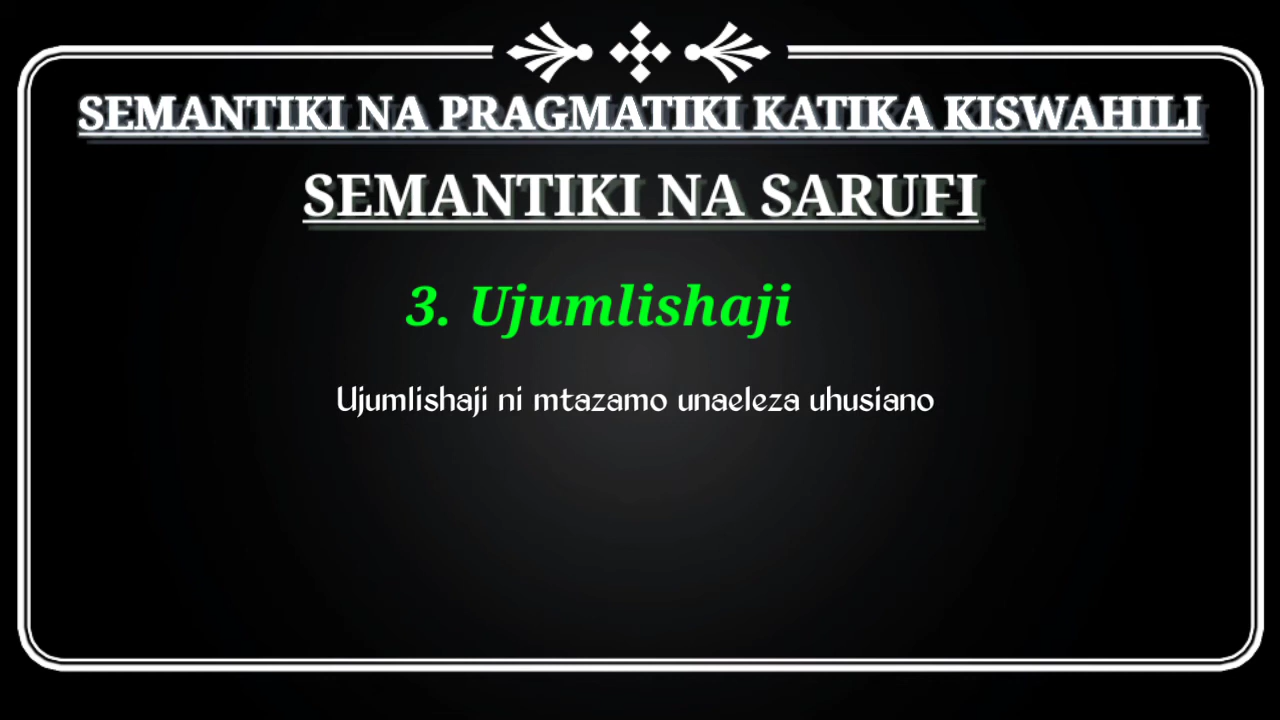 SEMANTIKI NA PRAGMATIKI KATIKA KISWAHILI
SEMANTIKI NA SARUFI
3. Ujumlishaji
Ujumlishaji ni mtazamo unaeleza uhusiano